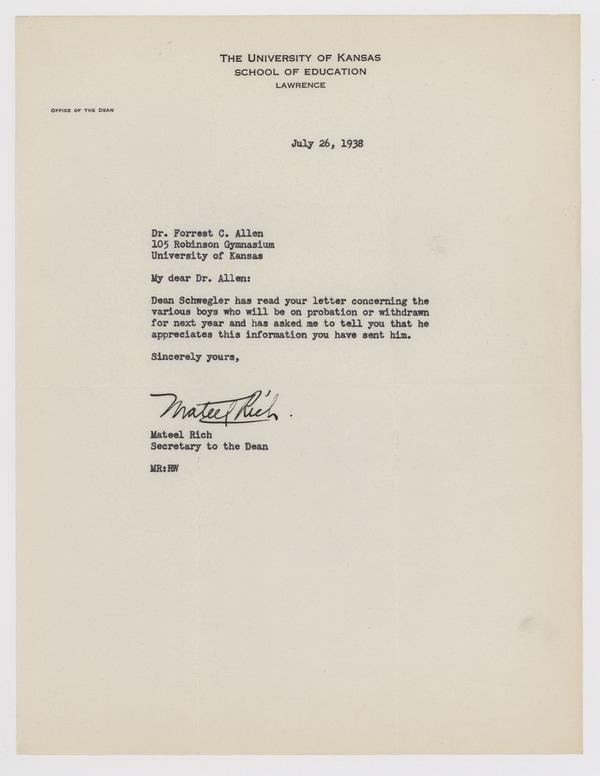 THE UNIVERSITY OF KANSAS
SCHOOL OF EDUCATION
LAWRENCE
OFFICE OF THE DEAN
July 26, 1938
Dr. Forrest C. Allen
105 Robinson Gymnasium
University of Kansas
My dear Dr. Allen:
Dean Schwegler has read your letter concerning the
various boys who will be on probation or withdrawn
for next year and has asked me to tell you that he
appreciates this information you have sent him.
Sincerely yours,
Mateel Rich.
Mateel Rich
Secretary to the Dean
MR:RW